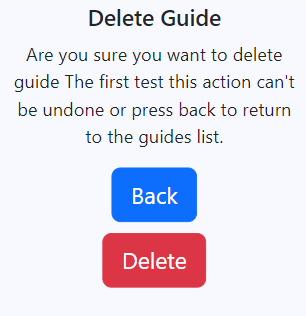 Delete Guide
Are you sure you want to delete
guide The first test this action can't
be undone or press back to return
to the guides list.
Back
Delete